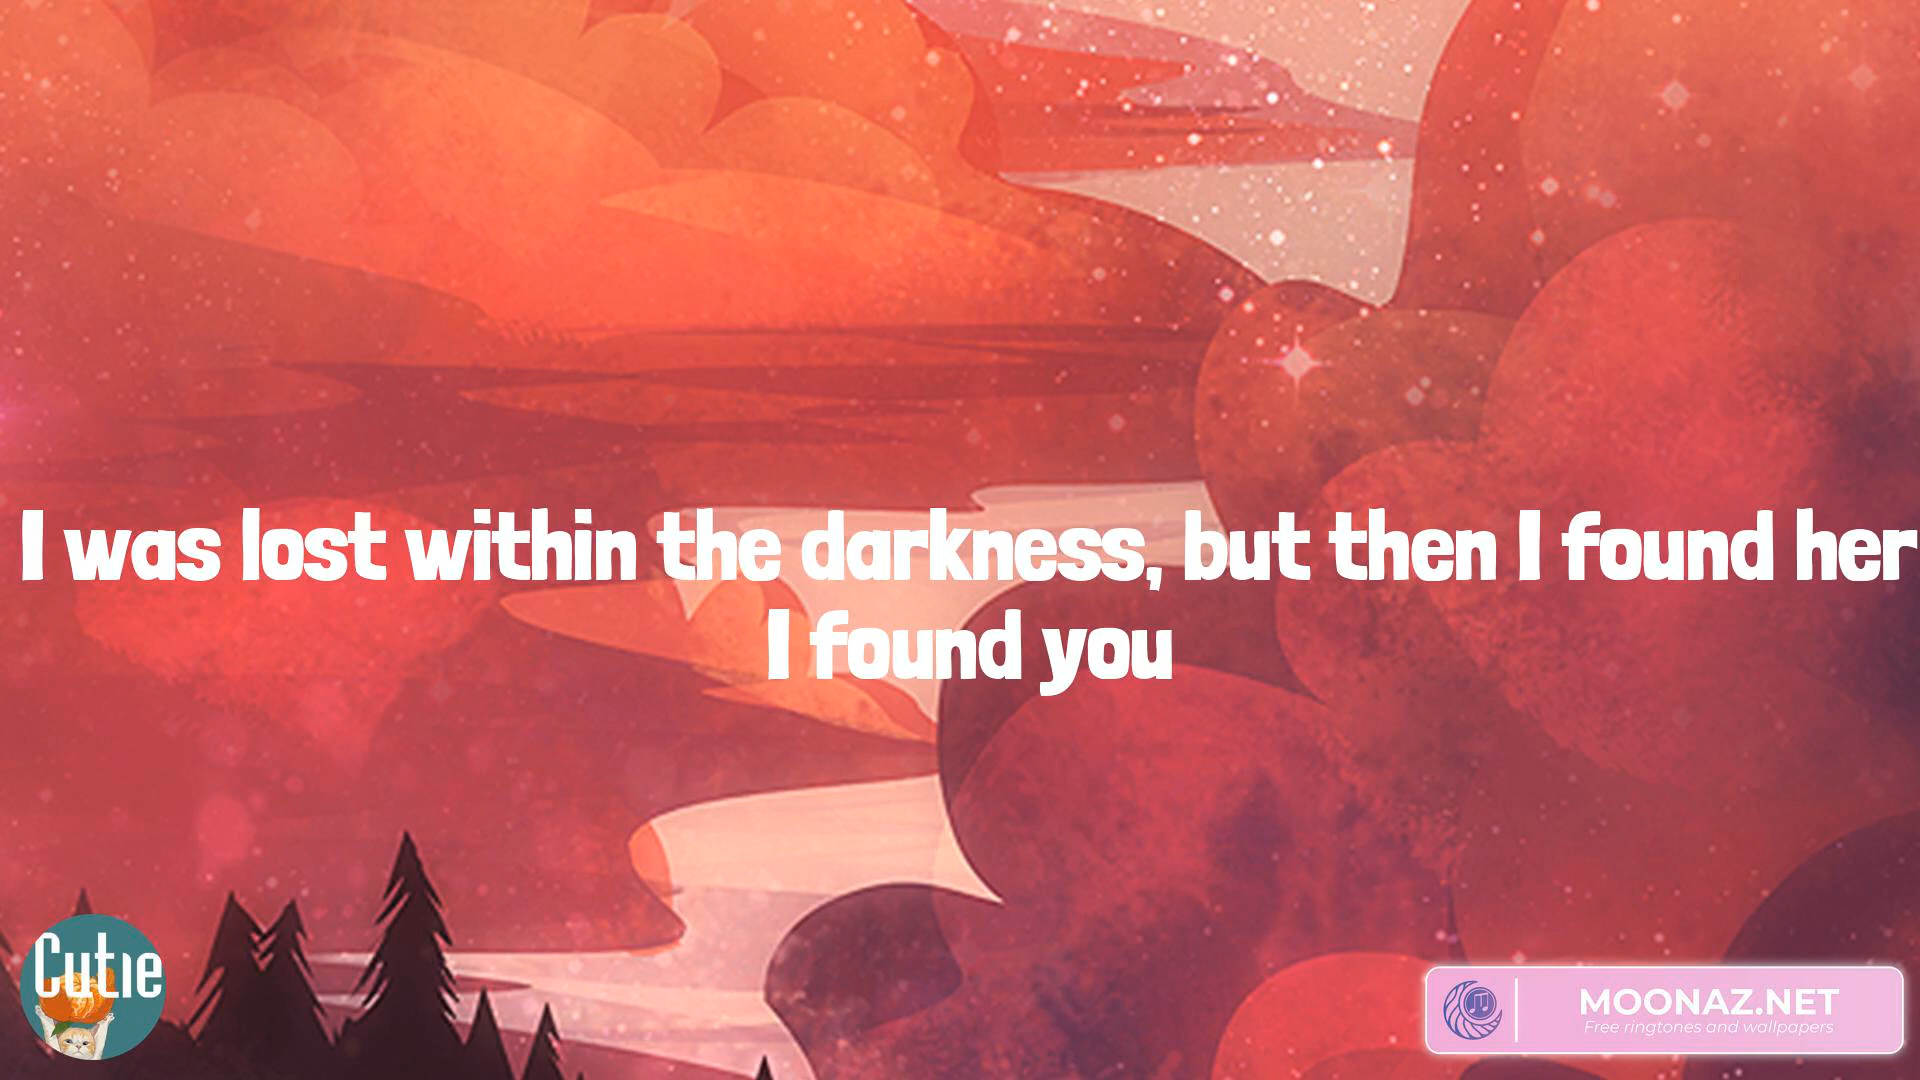 I was lost within the darkness, but then I found her
I found you
Cutie
MOONAZ.NET
Free ringtones and wallpapers